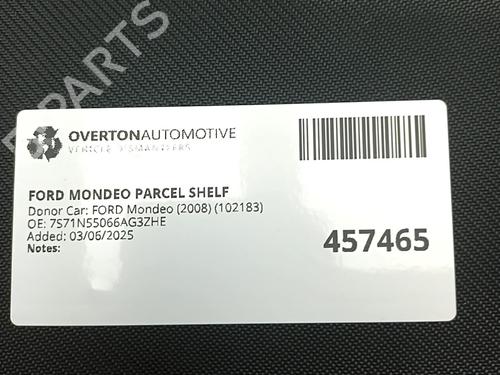 OVERTONAUTOMOTIVE
VEHICLE DISMANTLERS
FORD MONDEO PARCEL SHELF
Donor Car: FORD Mondeo (2008) (102183)
OE: 7S71N55066AG3ZHE
Added: 03/06/2025
Notes:
457465
PARTS